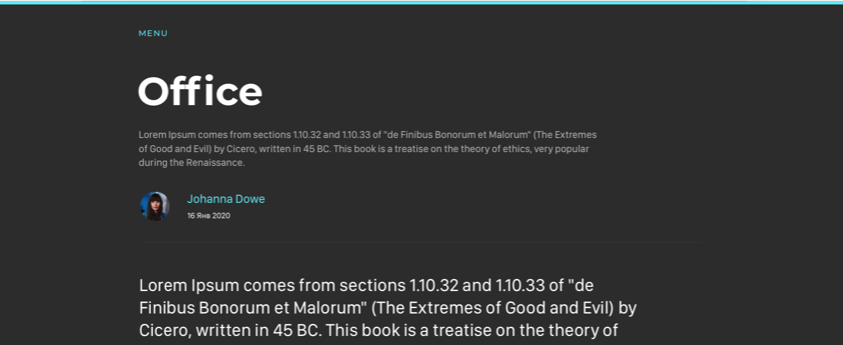 MENU
Office
Lorem Ipsum comes from sections 1.10.32 and 1.10.33 of "de Finibus Bonorum et Malorum" (The Extremes
of Good and Evil) by Cicero, written in 45 BC. This book is a treatise on the theory of ethics, very popular
during the Renaissance.
Johanna Dowe
16 Янв 2020
Lorem Ipsum comes from sections 1.10.32 and 1.10.33 of "de
Finibus Bonorum et Malorum" (The Extremes of Good and Evil) by
Cicero, written in 45 BC. This book is a treatise on the theory of